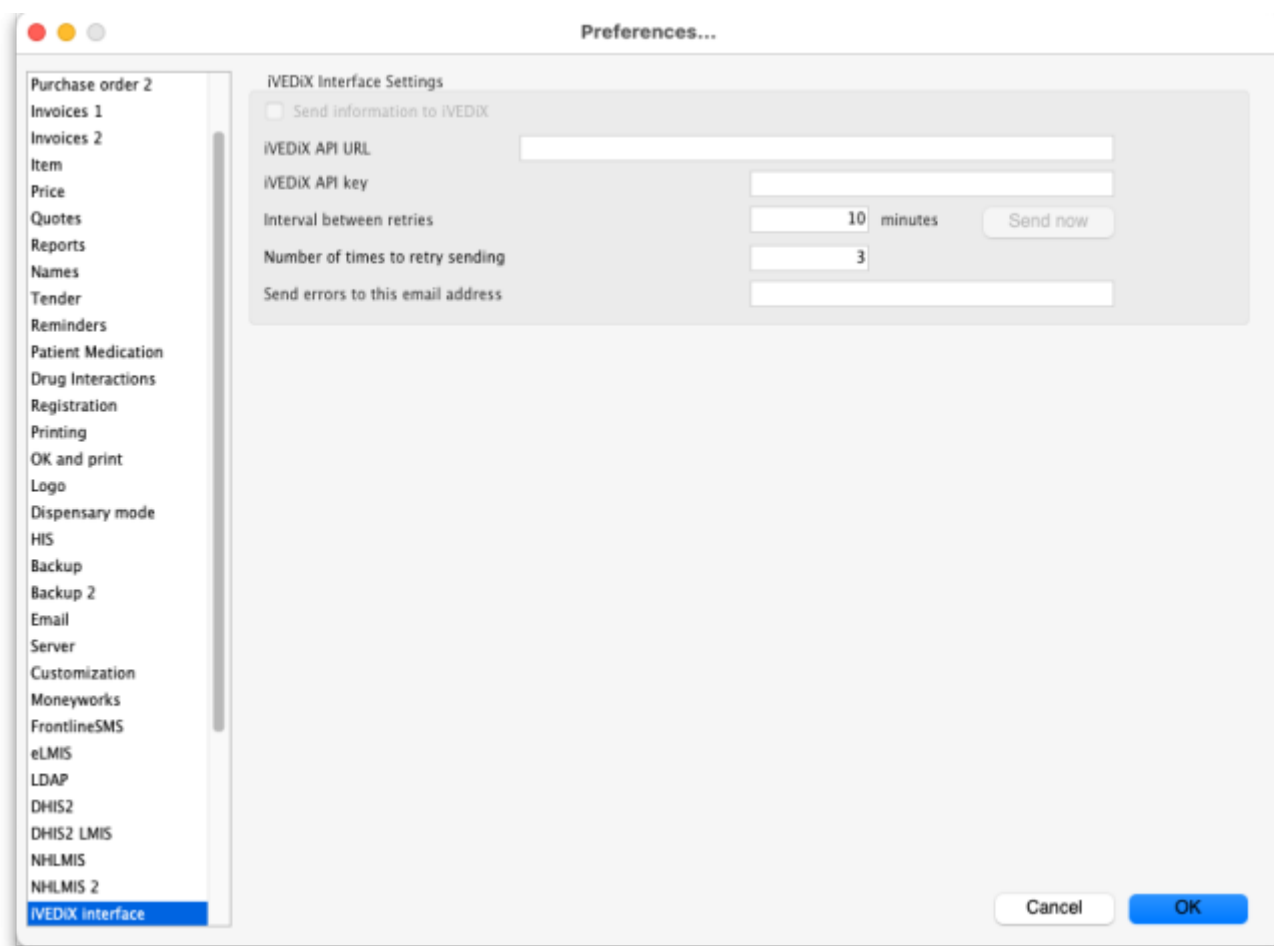 Preferences...
Purchase order 2
Invoices 1
Invoices 2
Item
Price
Quotes
Reports
Names
Tender
Reminders
Patient Medication
Drug Interactions
Registration
Printing
OK and print
Logo
Dispensary mode
HIS
Backup
Backup 2
Email
Server
Customization
Moneyworks
FrontlineSMS
eLMIS
LDAP
DHIS2
DHIS2 LMIS
NHLMIS
NHLMIS 2
iVEDiX interface
iVEDiX Interface Settings
Send information to iVEDiX
iVEDiX API URL
iVEDiX API key
Interval between retries 10 minutes Send now
Number of times to retry sending 3
Send errors to this email address
Cancel OK